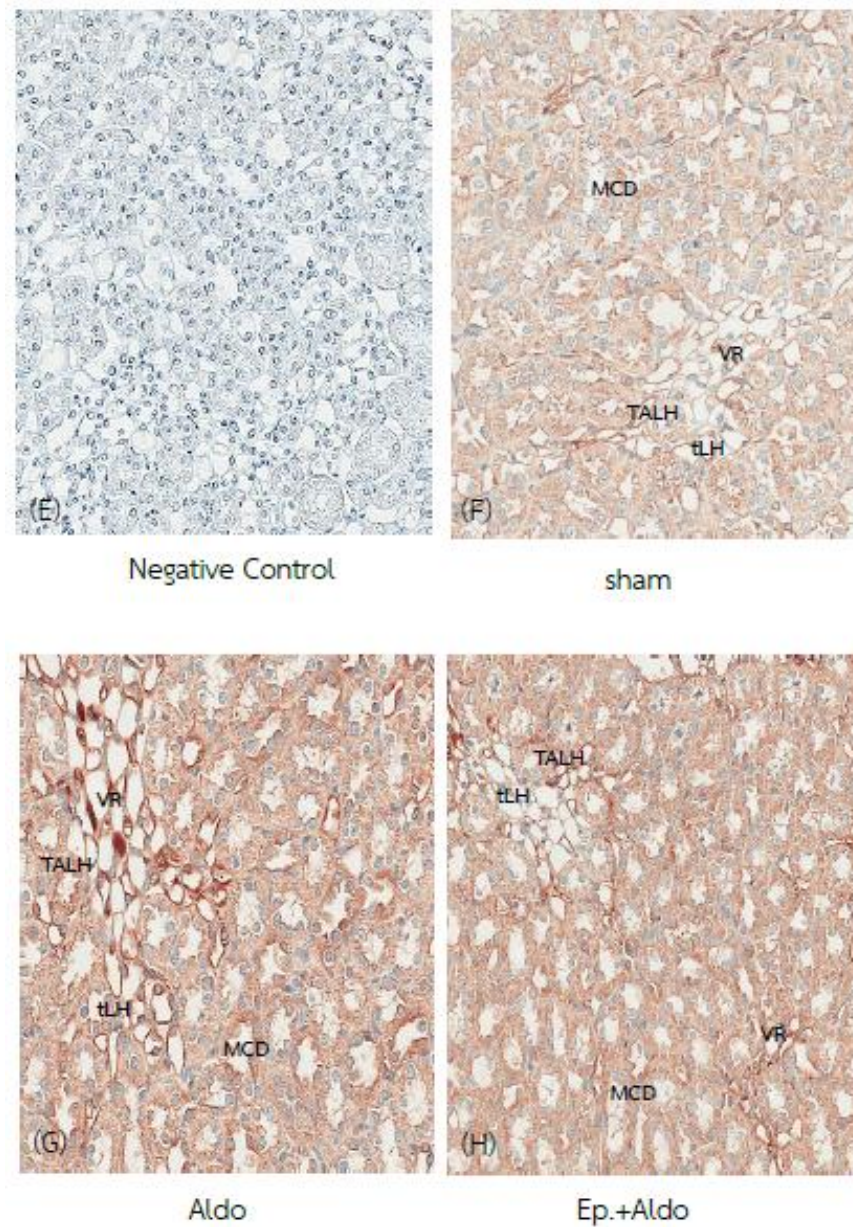 MCD
VR
TALH
tLH
(E)
(F)
Negative Control
sham
TALH
tLH
VR
TALH
tLH
VR
MCD
MCD
(G)
(H)
Aldo
Ep.+Aldo